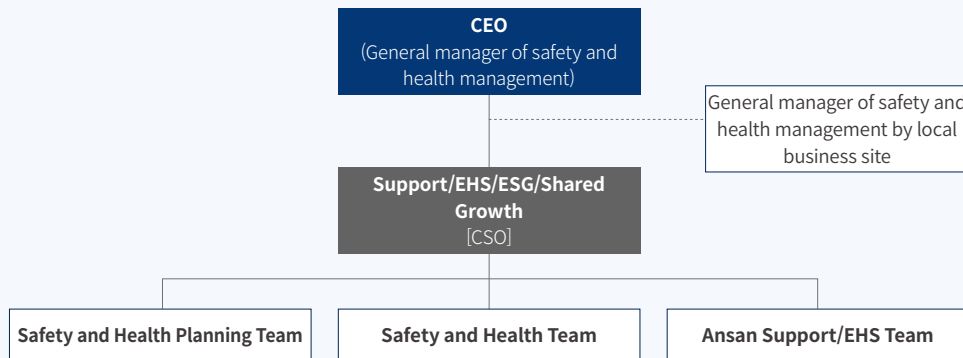 CEO
(General manager of safety and
health management)
General manager of safety and
health management by local
business site
Support/EHS/ESG/Shared
Growth
[CSO]
Safety and Health Planning Team
Safety and Health Team
Ansan Support/EHS Team